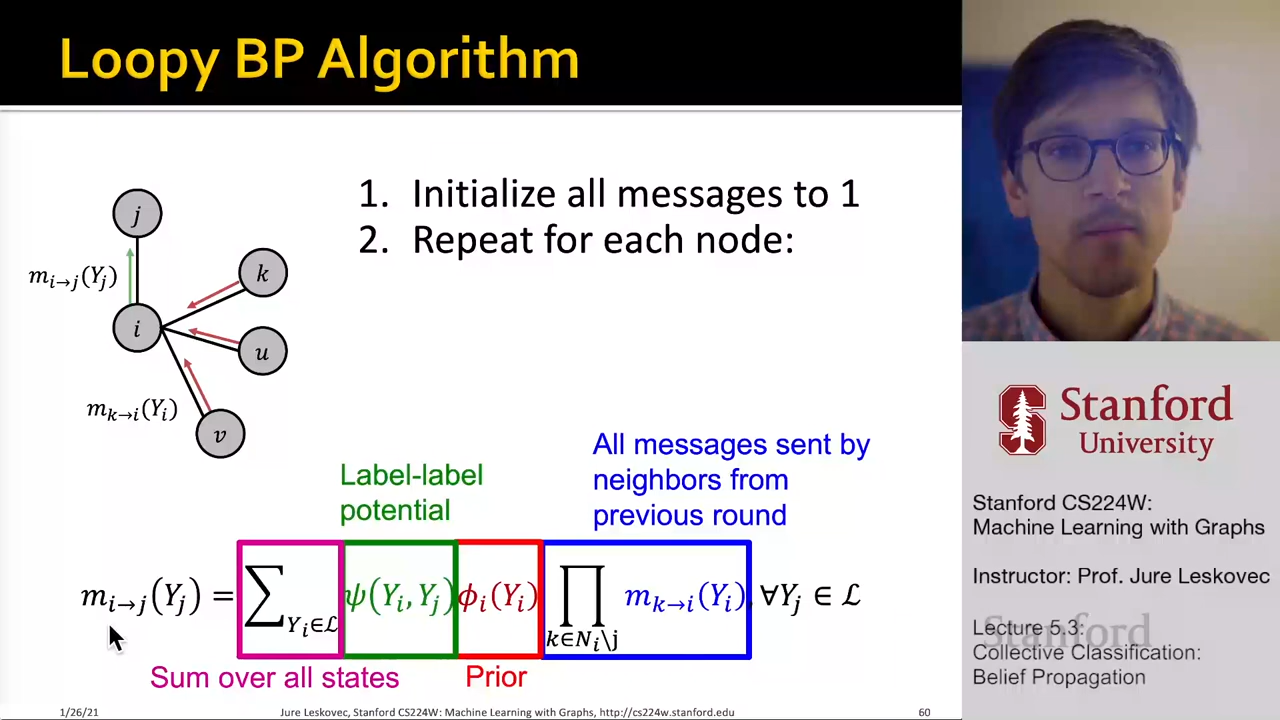 Loopy BP Algorithm
1. Initialize all messages to 1
2. Repeat for each node:
j
m_{i→j}(Y_j)
k
i
u
m_{k→i}(Y_i)
v
Label-label
potential
All messages sent by
neighbors from
previous round
m_{i→j}(Y_j) = ∑_{Y_i∈ℒ} ψ(Y_i, Y_j) ϕ_i(Y_i) ∏_{k∈N_i\j} m_{k→i}(Y_i), ∀Y_j ∈ ℒ
Sum over all states
Prior
1/26/21
Jure Leskovec, Stanford CS224W: Machine Learning with Graphs, http://cs224w.stanford.edu
60
Stanford
University
Stanford CS224W:
Machine Learning with Graphs
Instructor: Prof. Jure Leskovec
Stanford
Lecture 5.3:
Collective Classification:
Belief Propagation